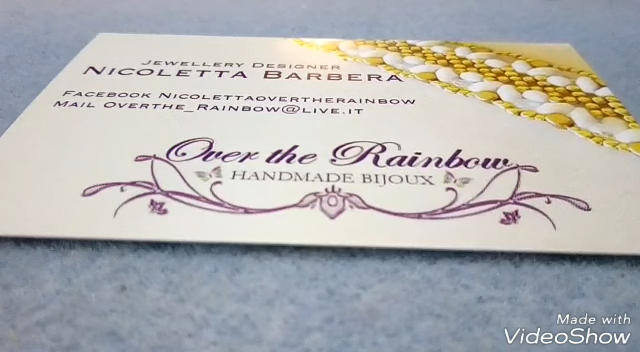 Jewellery Designer
Nicoletta Barbera
Facebook Nicolettaovertherainbow
Mail Overthe_Rainbow@live.it
Over the Rainbow
HANDMADE BIJOUX
Made with
VideoShow